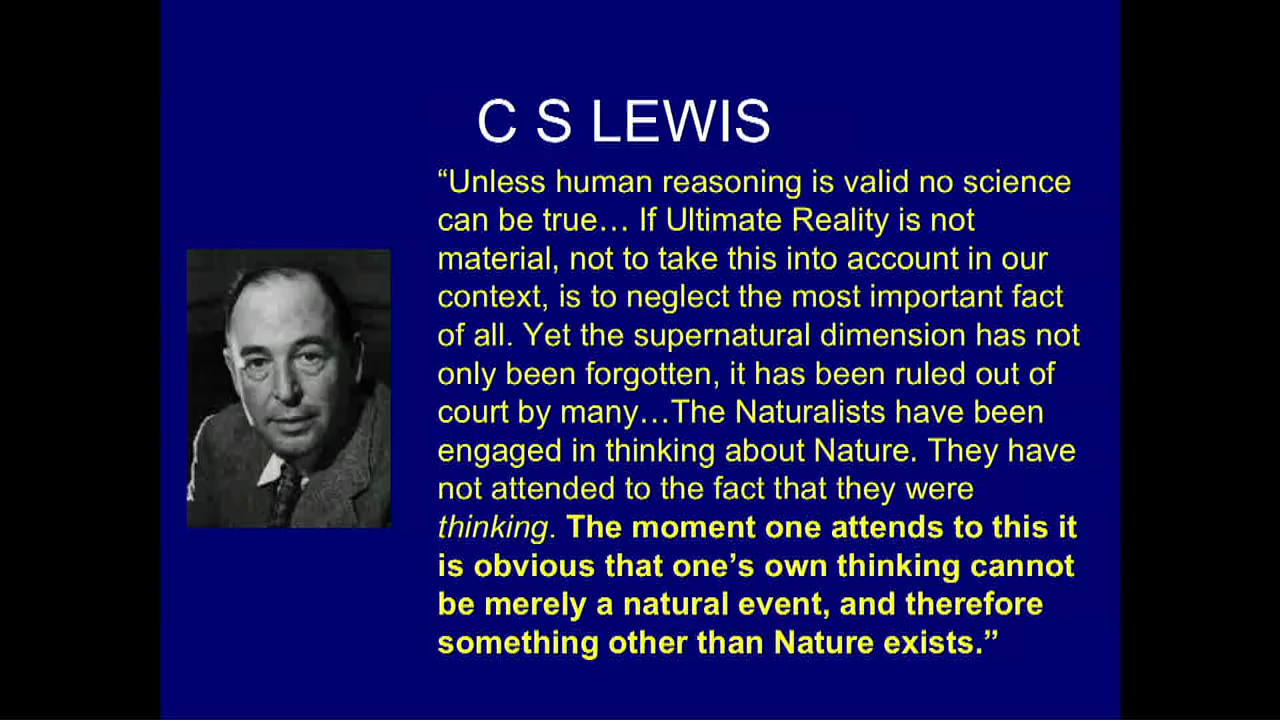 C S LEWIS
“Unless human reasoning is valid no science
can be true… If Ultimate Reality is not
material, not to take this into account in our
context, is to neglect the most important fact
of all. Yet the supernatural dimension has not
only been forgotten, it has been ruled out of
court by many…The Naturalists have been
engaged in thinking about Nature. They have
not attended to the fact that they were
thinking. The moment one attends to this it
is obvious that one’s own thinking cannot
be merely a natural event, and therefore
something other than Nature exists.”